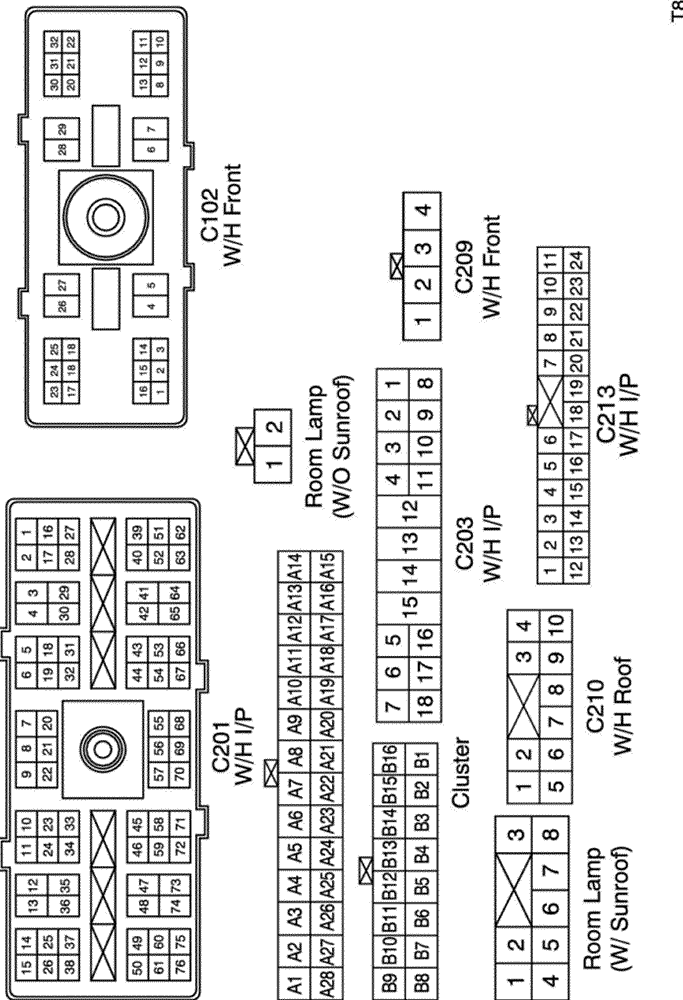 15 14 13 12 11 10 9 8 7 6 5 4 3 2 1
26 25 24 23 22 21 20 19 18 17 16
38 37 36 35 34 33 32 31 30 29 28 27
50 49 48 47 46 45 44 43 42 41 40 39
61 60 59 58 57 56 55 54 53 52 51
76 75 74 73 72 71 70 69 68 67 66 65 64 63 62
C201
W/H I/P
23 24 25 26 27 28 29 30 31 32
17 18 18 20 21 22
16 15 14 4 5 6 7 13 12 11
1 2 3 8 9 10
C102
W/H Front
A1 A2 A3 A4 A5 A6 A7 A8 A9 A10 A11 A12 A13 A14
A28 A27 A26 A25 A24 A23 A22 A21 A20 A19 A18 A17 A16 A15
B9 B10 B11 B12 B13 B14 B15 B16
B8 B7 B6 B5 B4 B3 B2 B1
Cluster
1 2
Room Lamp
(W/O Sunroof)
7 6 5 15 14 13 12 4 3 2 1
18 17 16 11 10 9 8
C203
W/H I/P
1 2 3 4
C209
W/H Front
1 2 3
4 5 6 7 8
Room Lamp
(W/ Sunroof)
1 2 3 4
5 6 7 8 9 10
C210
W/H Roof
1 2 3 4 5 6 7 8 9 10 11
12 13 14 15 16 17 18 19 20 21 22 23 24
C213
W/H I/P
T8